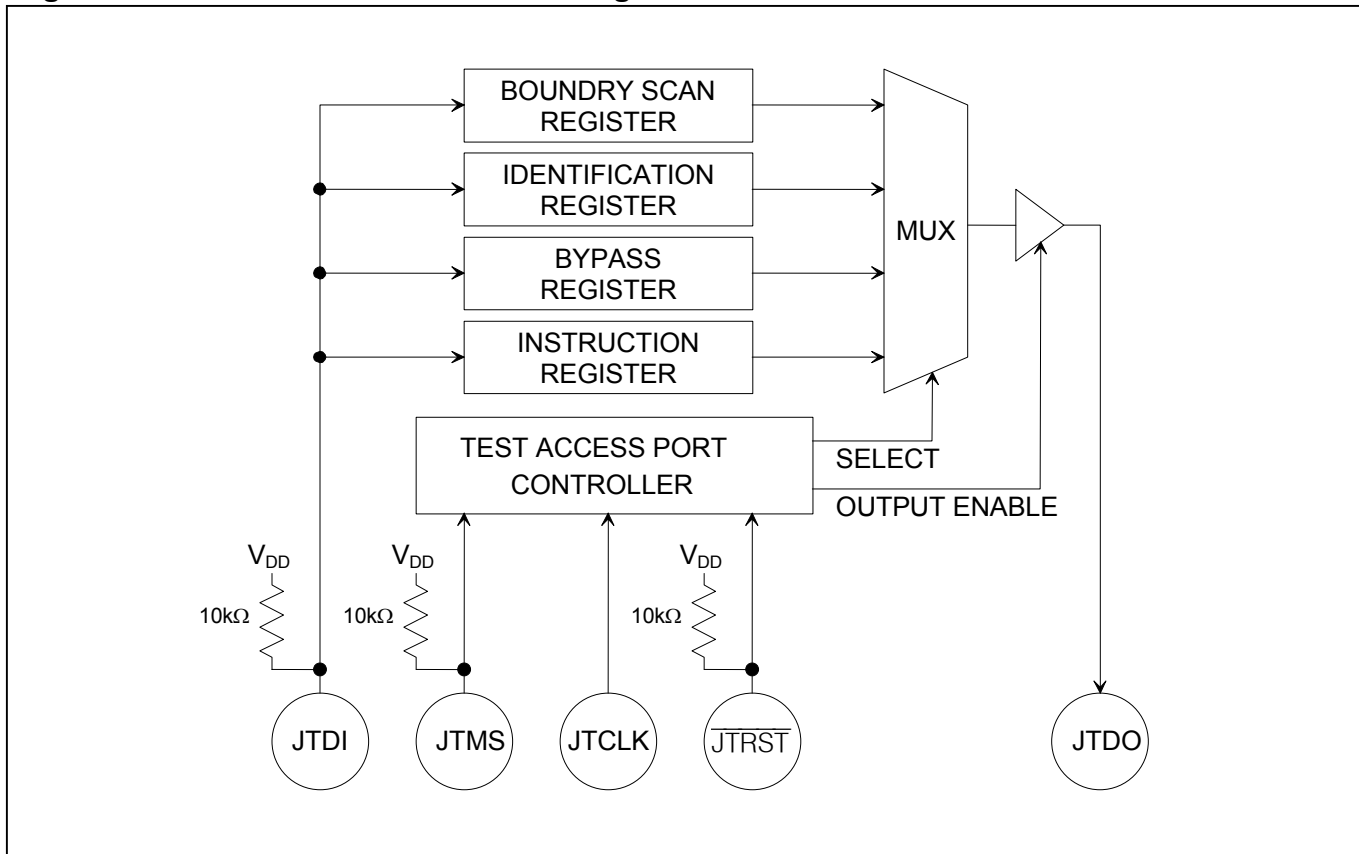 BOUNDRY SCAN
REGISTER
IDENTIFICATION
REGISTER
BYPASS
REGISTER
INSTRUCTION
REGISTER
MUX
TEST ACCESS PORT
CONTROLLER
SELECT
OUTPUT ENABLE
VDD
10kΩ
VDD
10kΩ
VDD
10kΩ
JTDI
JTMS
JTCLK
JTRST
JTDO